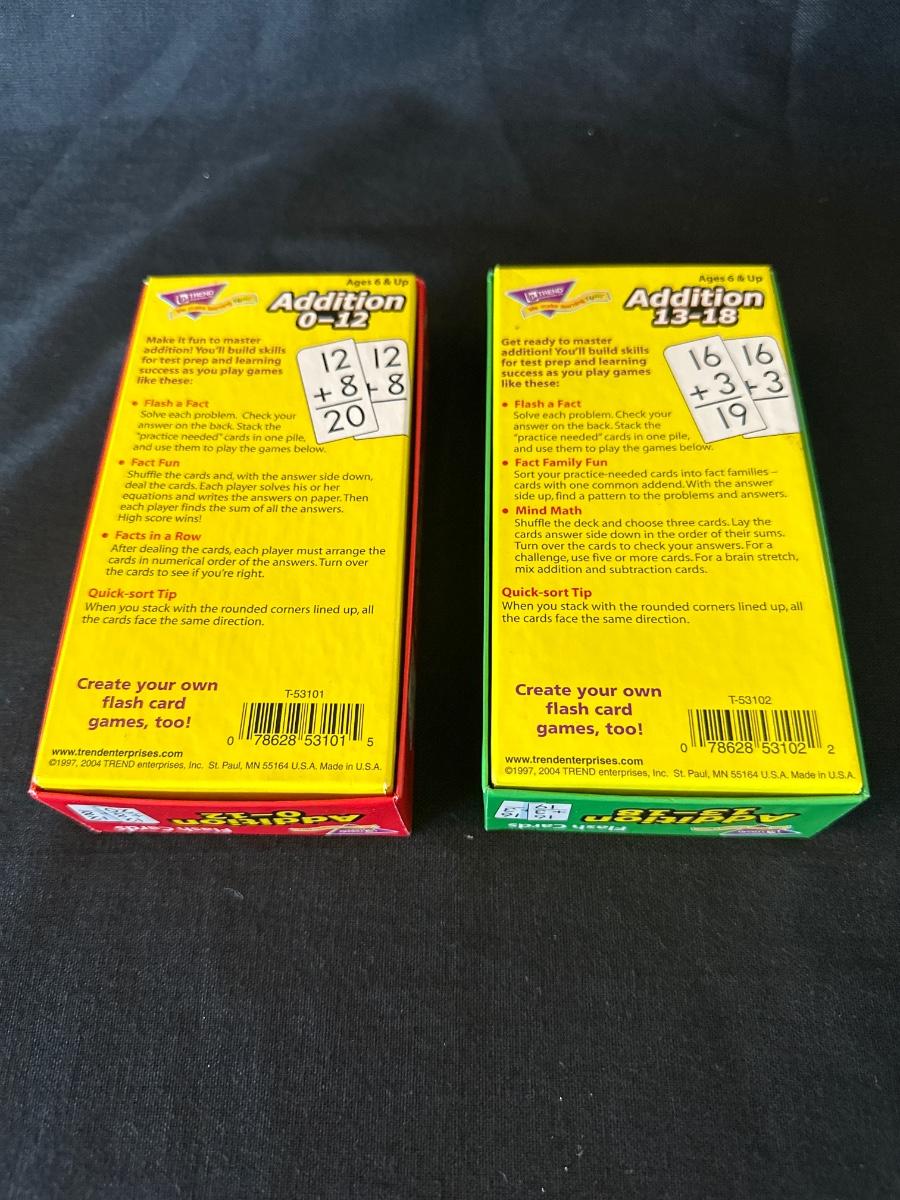 TREND
Ages 6 & Up
Addition
0–12
Make it fun to master
addition! You'll build skills
for test prep and learning
success as you play games
like these:
12
+8
20
12
+8
• Flash a Fact
Solve each problem. Check your
answer on the back. Stack the
"practice needed" cards in one pile,
and use them to play the games below.
• Fact Fun
Shuffle the cards and, with the answer side down,
deal the cards. Each player solves his or her
equations and writes the answers on paper. Then
each player finds the sum of all the answers.
High score wins!
• Facts in a Row
After dealing the cards, each player must arrange the
cards in numerical order of the answers. Turn over
the cards to see if you're right.
Quick-sort Tip
When you stack with the rounded corners lined up, all
the cards face the same direction.
Create your own
flash card
games, too!
T-53101
0 78628 53101 5
www.trendenterprises.com
©1997, 2004 TREND enterprises, Inc. St. Paul, MN 55164 U.S.A. Made in U.S.A.
Flash Cards
Addition
0-12
TREND
Ages 6 & Up
Addition
13-18
Get ready to master
addition! You'll build skills
for test prep and learning
success as you play games
like these:
16
+3
19
16
+3
• Flash a Fact
Solve each problem. Check your
answer on the back. Stack the
"practice needed" cards in one pile,
and use them to play the games below.
• Fact Family Fun
Sort your practice-needed cards into fact families –
cards with one common addend. With the answer
side up, find a pattern to the problems and answers.
• Mind Math
Shuffle the deck and choose three cards. Lay the
cards answer side down in the order of their sums.
Turn over the cards to check your answers. For a
challenge, use five or more cards. For a brain stretch,
mix addition and subtraction cards.
Quick-sort Tip
When you stack with the rounded corners lined up, all
the cards face the same direction.
Create your own
flash card
games, too!
T-53102
0 78628 53102 2
www.trendenterprises.com
©1997, 2004 TREND enterprises, Inc. St. Paul, MN 55164 U.S.A. Made in U.S.A.
Flash Cards
Addition
13-18